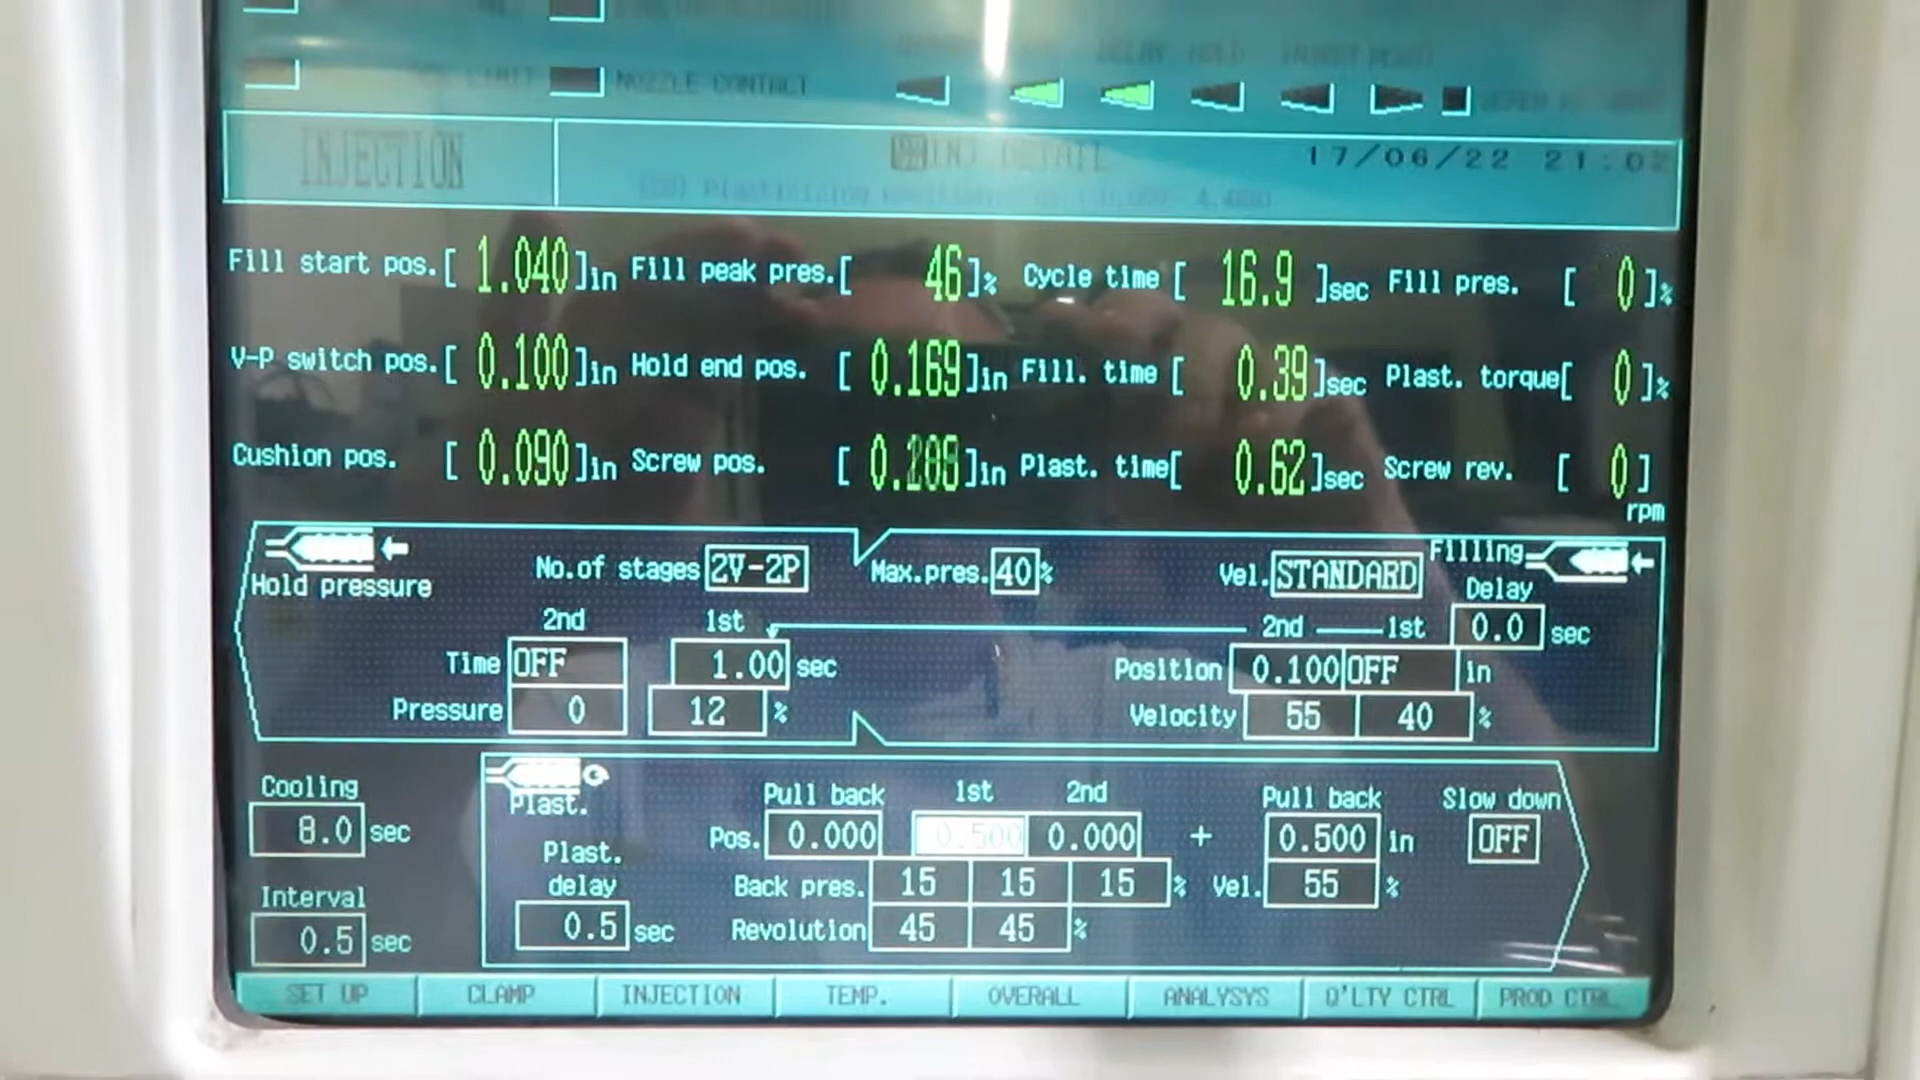 NOZZLE CONTACT
DELAY HOLD
INJECTION INJ DETAIL 17/06/22 21:02
Fill start pos.[ 1.040]in Fill peak pres.[ 46]% Cycle time [ 16.9 ]sec Fill pres. [ 0]%
V-P switch pos.[ 0.100]in Hold end pos. [ 0.169]in Fill. time [ 0.39]sec Plast. torque[ 0]%
Cushion pos. [ 0.090]in Screw pos. [ ]in Plast. time[ 0.62]sec Screw rev. [ 0]
rpm
Hold pressure No.of stages 2V-2P Max.pres. 40 % Vel. STANDARD Filling
Delay
2nd 1st 2nd 1st 0.0 sec
Time OFF 1.00 sec Position 0.100 OFF in
Pressure 0 12 % Velocity 55 40 %
Cooling Plast. Pull back 1st 2nd Pull back Slow down
8.0 sec Pos. 0.000 0.500 0.000 + 0.500 in OFF
Plast.
delay Back pres. 15 15 15 % Vel. 55 %
Interval
0.5 sec 0.5 sec Revolution 45 45 %
SET UP CLAMP INJECTION TEMP. OVERALL ANALYSYS Q'LTY CTRL PROD CTRL